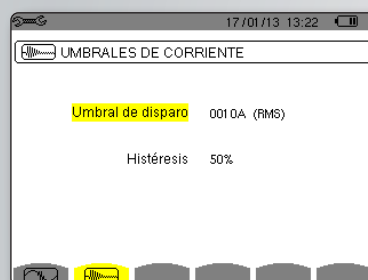 17/01/13 13:22
UMBRALES DE CORRIENTE
Umbral de disparo 0010A (RMS)
Histéresis 50%